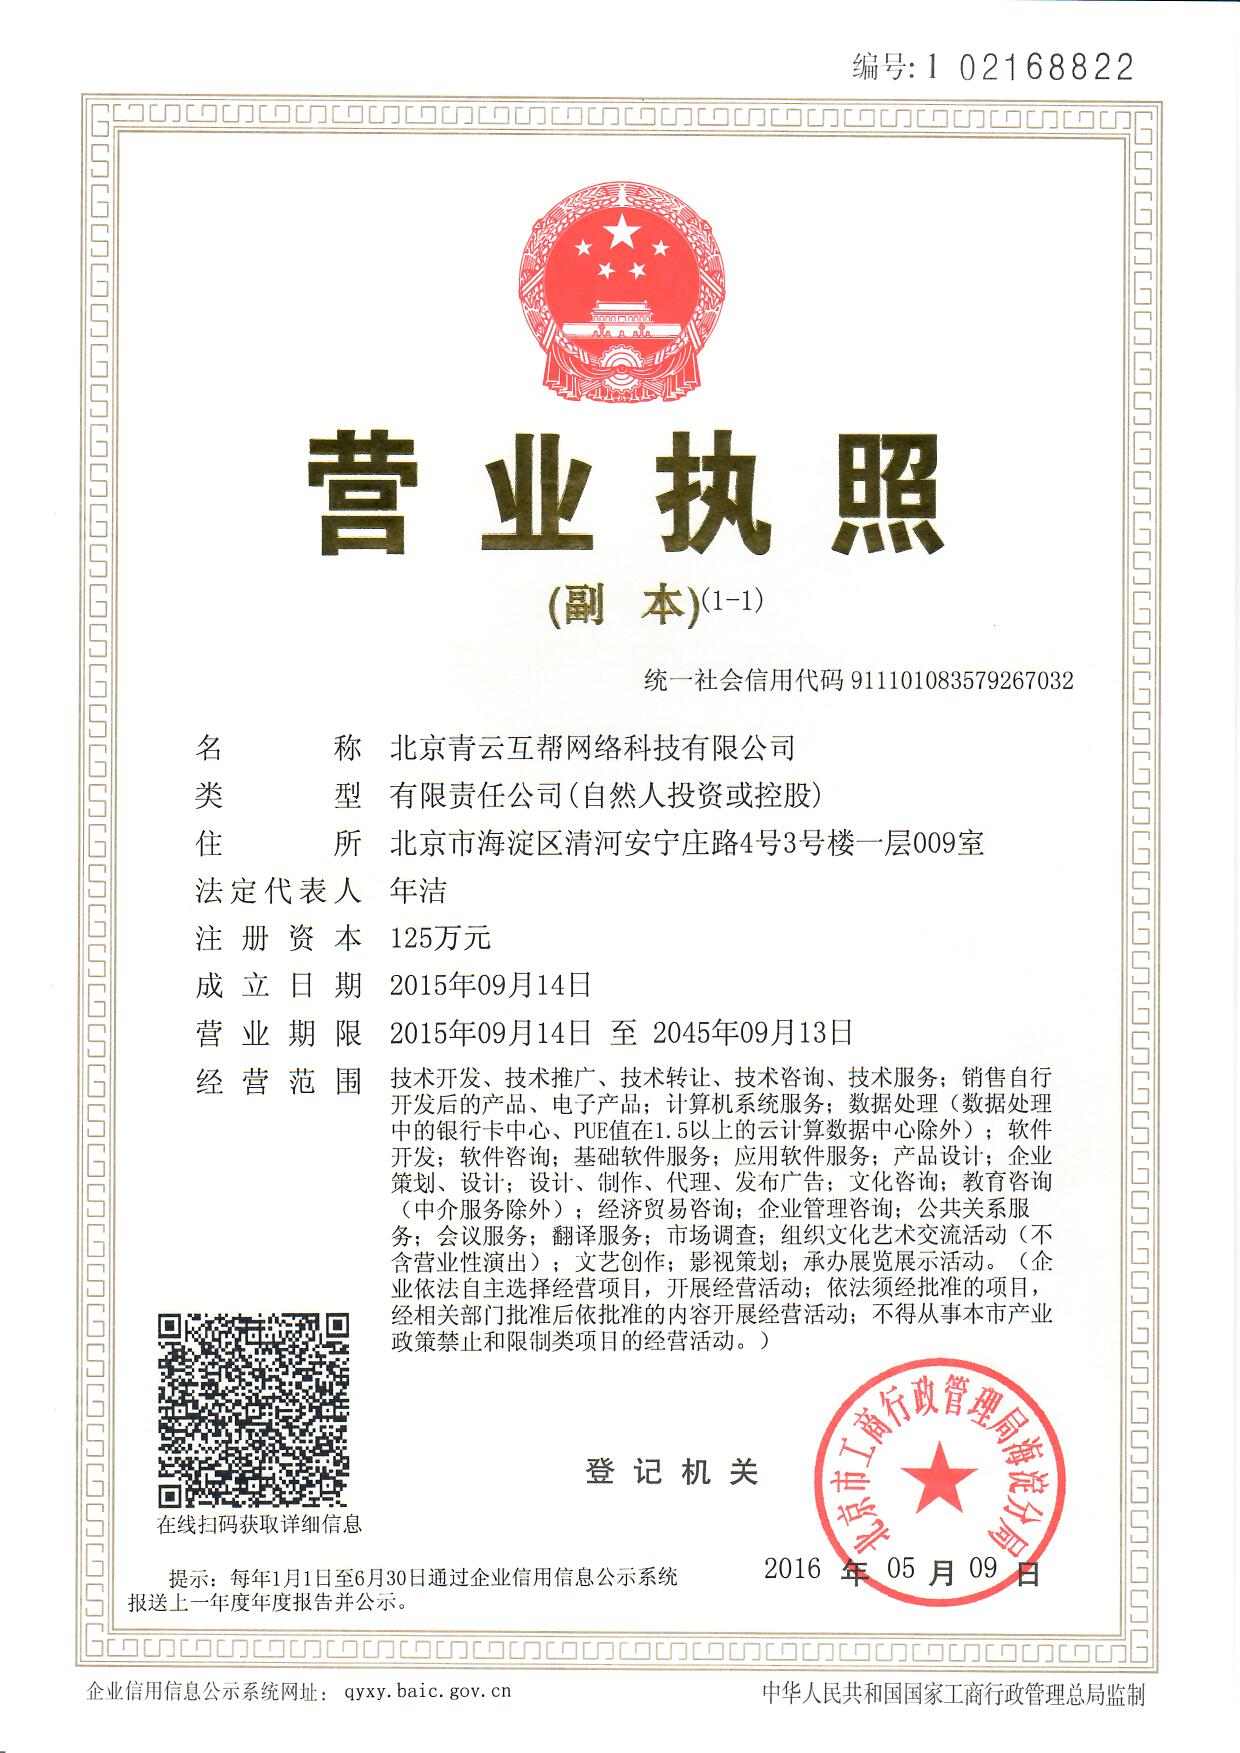 编号: 1 02168822
营业执照
(副 本)(1-1)
统一社会信用代码 911101083579267032
名 称 北京青云互帮网络科技有限公司
类 型 有限责任公司(自然人投资或控股)
住 所 北京市海淀区清河安宁庄路4号3号楼一层009室
法定代表人 年洁
注册资本 125万元
成立日期 2015年09月14日
营业期限 2015年09月14日 至 2045年09月13日
经营范围 技术开发、技术推广、技术转让、技术咨询、技术服务；销售自行
开发后的产品、电子产品；计算机系统服务；数据处理（数据处理
中的银行卡中心、PUE值在1.5以上的云计算数据中心除外）；软件
开发；软件咨询；基础软件服务；应用软件服务；产品设计；企业
策划、设计；设计、制作、代理、发布广告；文化咨询；教育咨询
（中介服务除外）；经济贸易咨询；企业管理咨询；公共关系服
务；会议服务；翻译服务；市场调查；组织文化艺术交流活动（不
含营业性演出）；文艺创作；影视策划；承办展览展示活动。（企
业依法自主选择经营项目，开展经营活动；依法须经批准的项目，
经相关部门批准后依批准的内容开展经营活动；不得从事本市产业
政策禁止和限制类项目的经营活动。）
在线扫码获取详细信息
登记机关
北京市工商行政管理局海淀分局
2016 年 05 月 09 日
提示：每年1月1日至6月30日通过企业信用信息公示系统
报送上一年度年度报告并公示。
企业信用信息公示系统网址： qyxy.baic.gov.cn
中华人民共和国国家工商行政管理总局监制